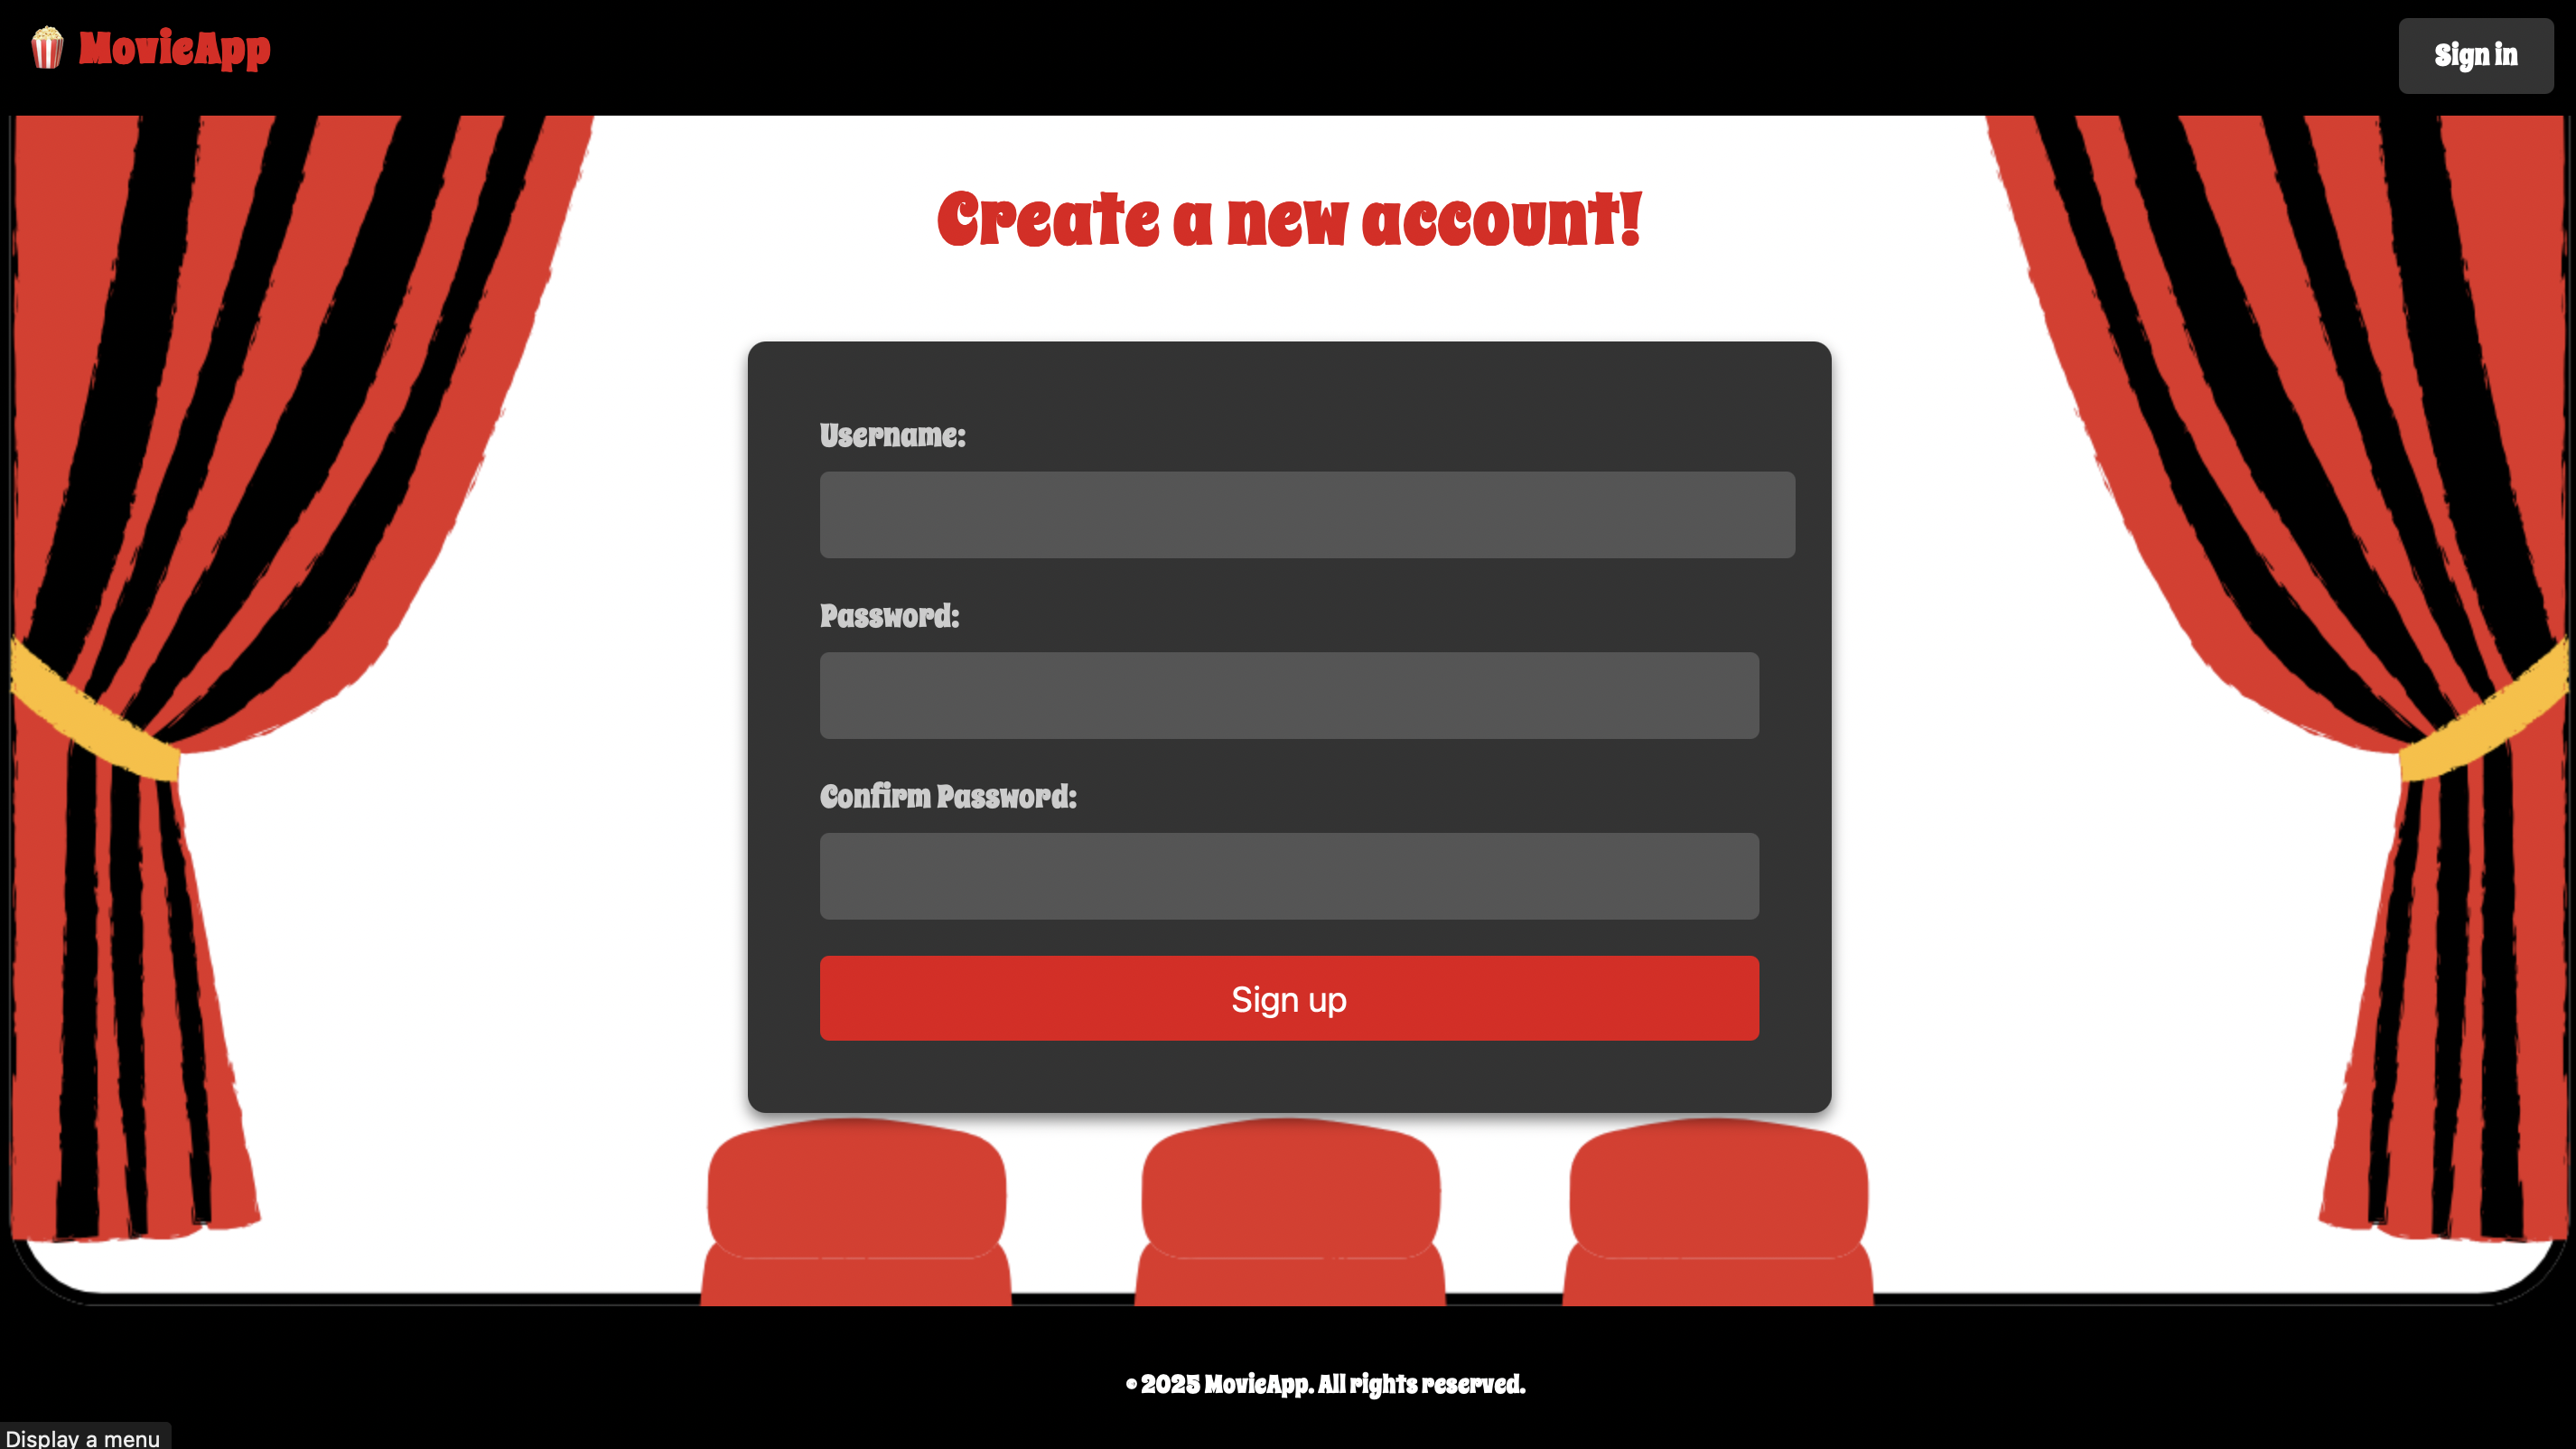 MovieApp
Sign in
Create a new account!
Username:
Password:
Confirm Password:
Sign up
© 2025 MovieApp. All rights reserved.
Display a menu